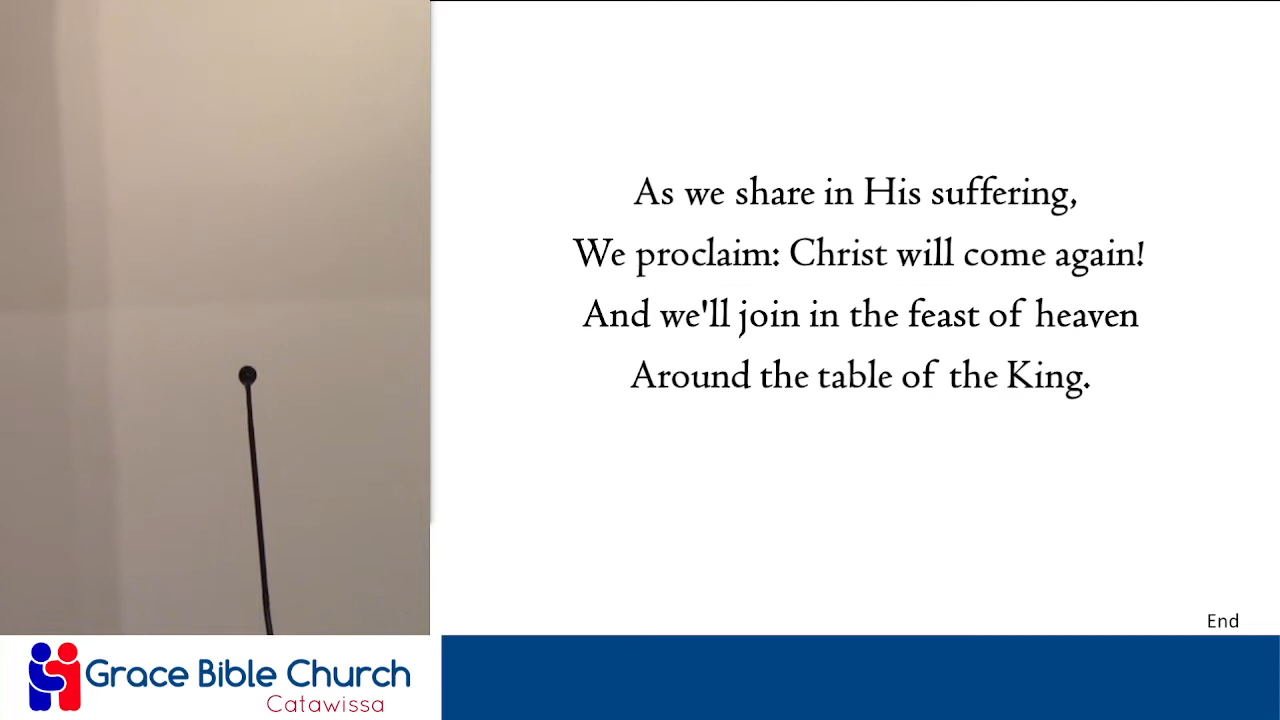 As we share in His suffering,
We proclaim: Christ will come again!
And we'll join in the feast of heaven
Around the table of the King.
End
Grace Bible Church
Catawissa